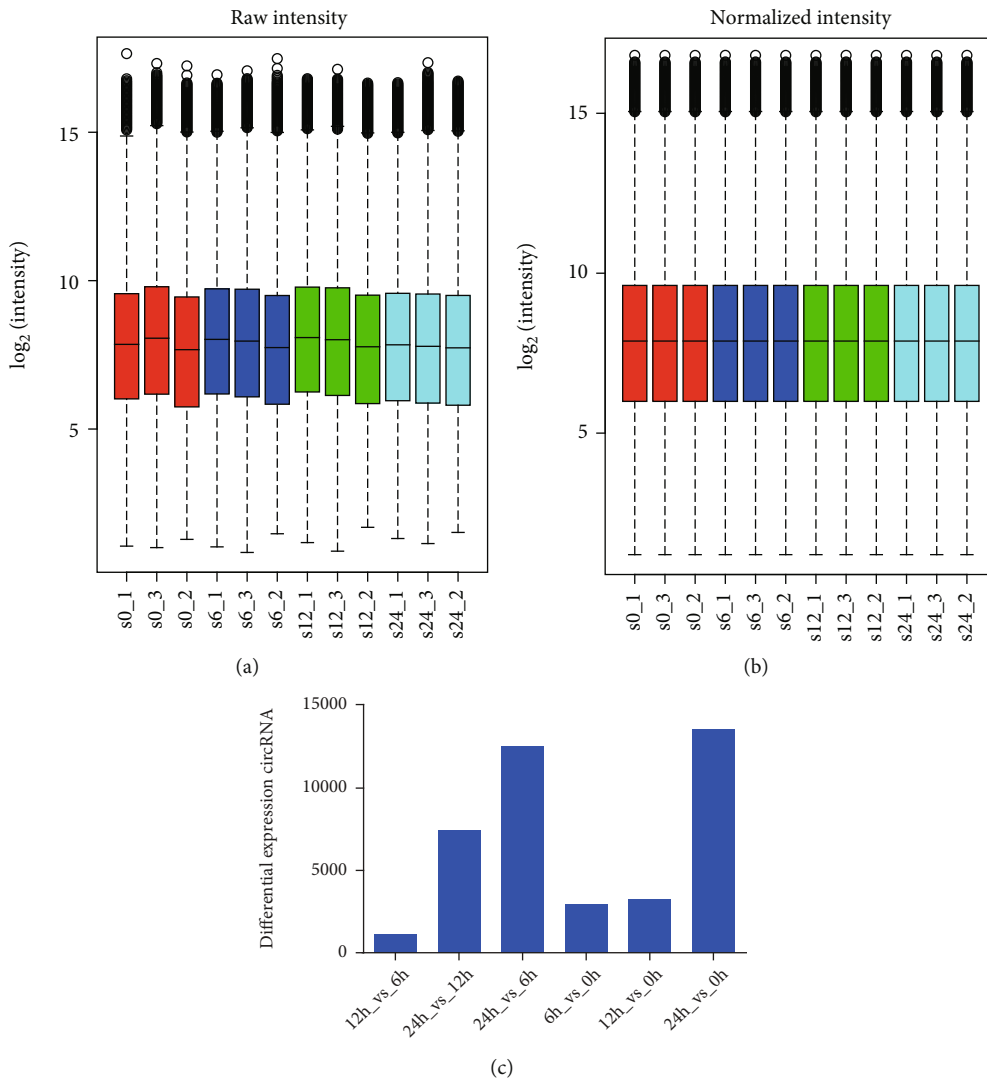 Raw intensity
log2 (intensity)
15
10
5
s0_1
s0_3
s0_2
s6_1
s6_3
s6_2
s12_1
s12_3
s12_2
s24_1
s24_3
s24_2
(a)
Normalized intensity
log2 (intensity)
15
10
5
s0_1
s0_3
s0_2
s6_1
s6_3
s6_2
s12_1
s12_3
s12_2
s24_1
s24_3
s24_2
(b)
Differential expression circRNA
15000
10000
5000
0
12h_vs_6h
24h_vs_12h
24h_vs_6h
6h_vs_0h
12h_vs_0h
24h_vs_0h
(c)